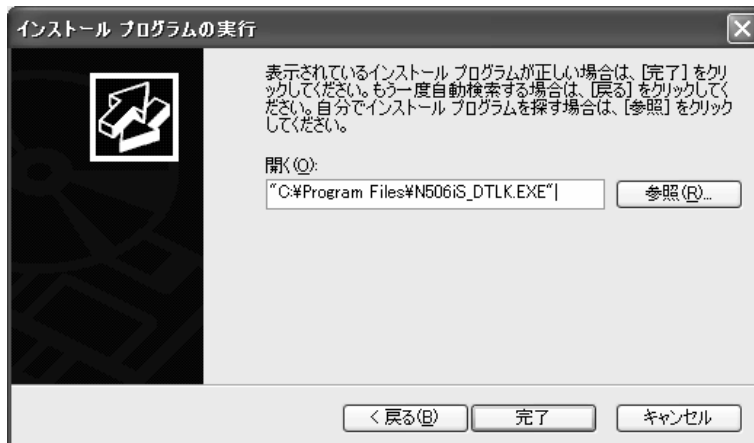 インストール プログラムの実行
表示されているインストール プログラムが正しい場合は、[完了] をクリ
ックしてください。もう一度自動検索する場合は、[戻る] をクリックしてく
ださい。自分でインストール プログラムを探す場合は、[参照] をクリック
してください。
開く(O):
"C:¥Program Files¥N506iS_DTLK.EXE"
参照(R)...
< 戻る(B)
完了
キャンセル